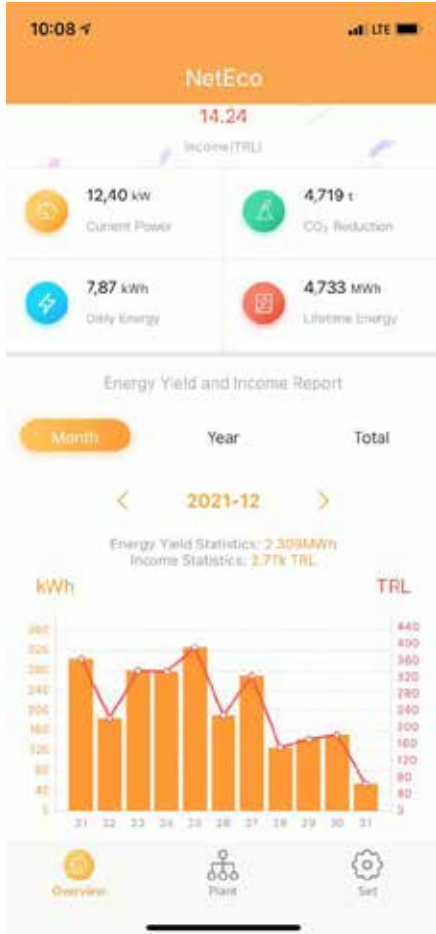 10:08
LTE
NetEco
14.24
Income(TRL)
12,40 kW
Current Power
4,719 t
CO₂ Reduction
7,87 kWh
Daily Energy
4,733 MWh
Lifetime Energy
Energy Yield and Income Report
Month Year Total
< 2021-12 >
Energy Yield Statistics: 2.309MWh
Income Statistics: 2.77k TRL
kWh TRL
360
320
280
240
200
160
120
80
40
0
440
400
360
320
280
240
200
160
120
80
21 22 23 24 25 26 27 28 29 30 31
Overview Plant Set